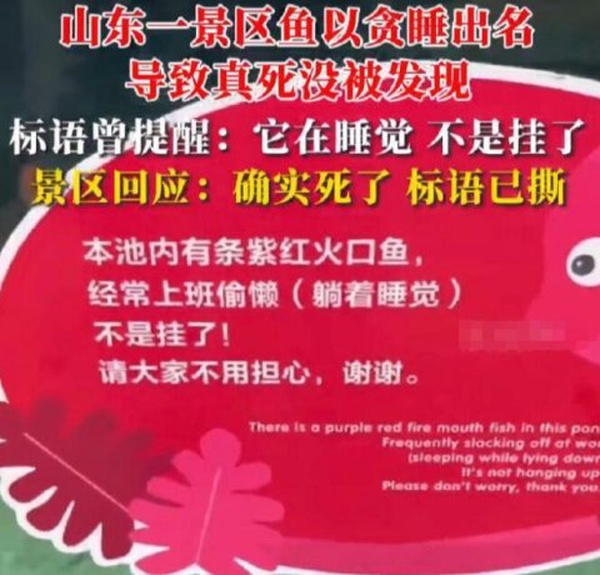 山东一景区鱼以贪睡出名
导致真死没被发现
标语曾提醒：它在睡觉 不是挂了
景区回应：确实死了 标语已撕
本池内有条紫红火口鱼，
经常上班偷懒（躺着睡觉）
不是挂了！
请大家不用担心，谢谢。
There is a purple red fire mouth fish in this pon
Frequently slacking off at wo
(sleeping while lying down
It's not hanging up
Please don't worry, thank you.